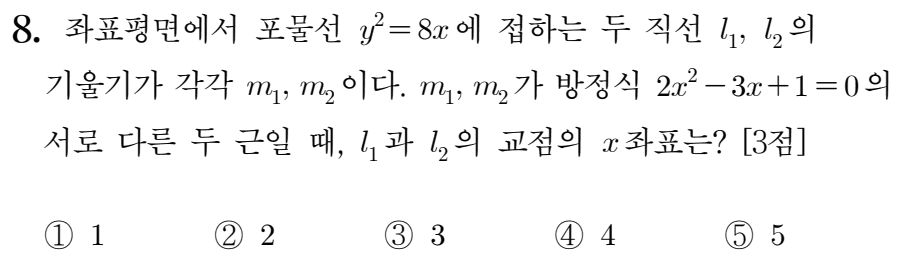 8. 좌표평면에서 포물선 y²=8x에 접하는 두 직선 l₁, l₂의
기울기가 각각 m₁, m₂이다. m₁, m₂가 방정식 2x²-3x+1=0의
서로 다른 두 근일 때, l₁과 l₂의 교점의 x좌표는? [3점]
① 1 ② 2 ③ 3 ④ 4 ⑤ 5